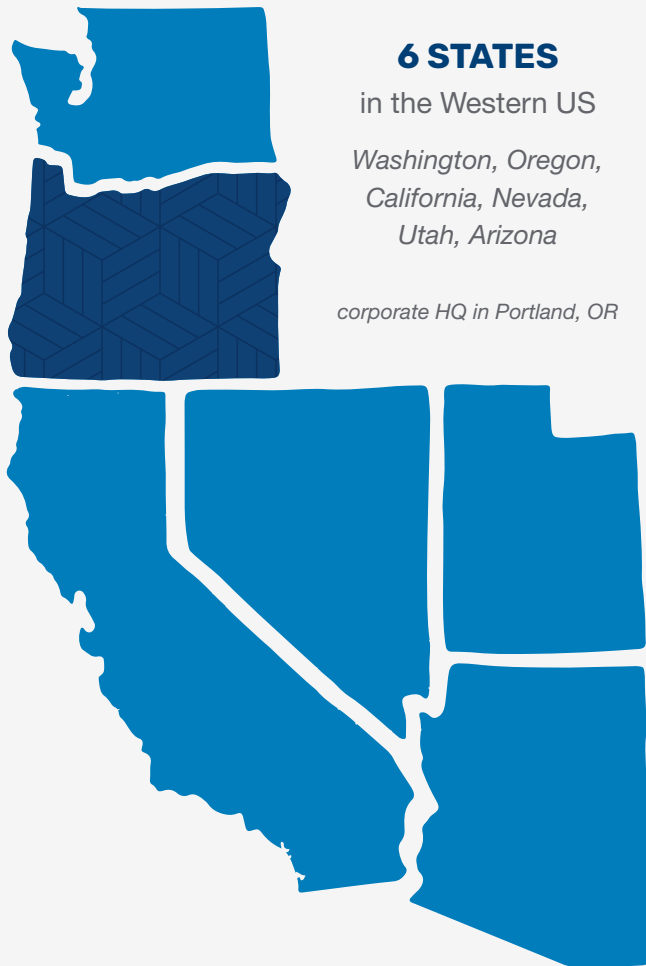 6 STATES
in the Western US
Washington, Oregon,
California, Nevada,
Utah, Arizona
corporate HQ in Portland, OR